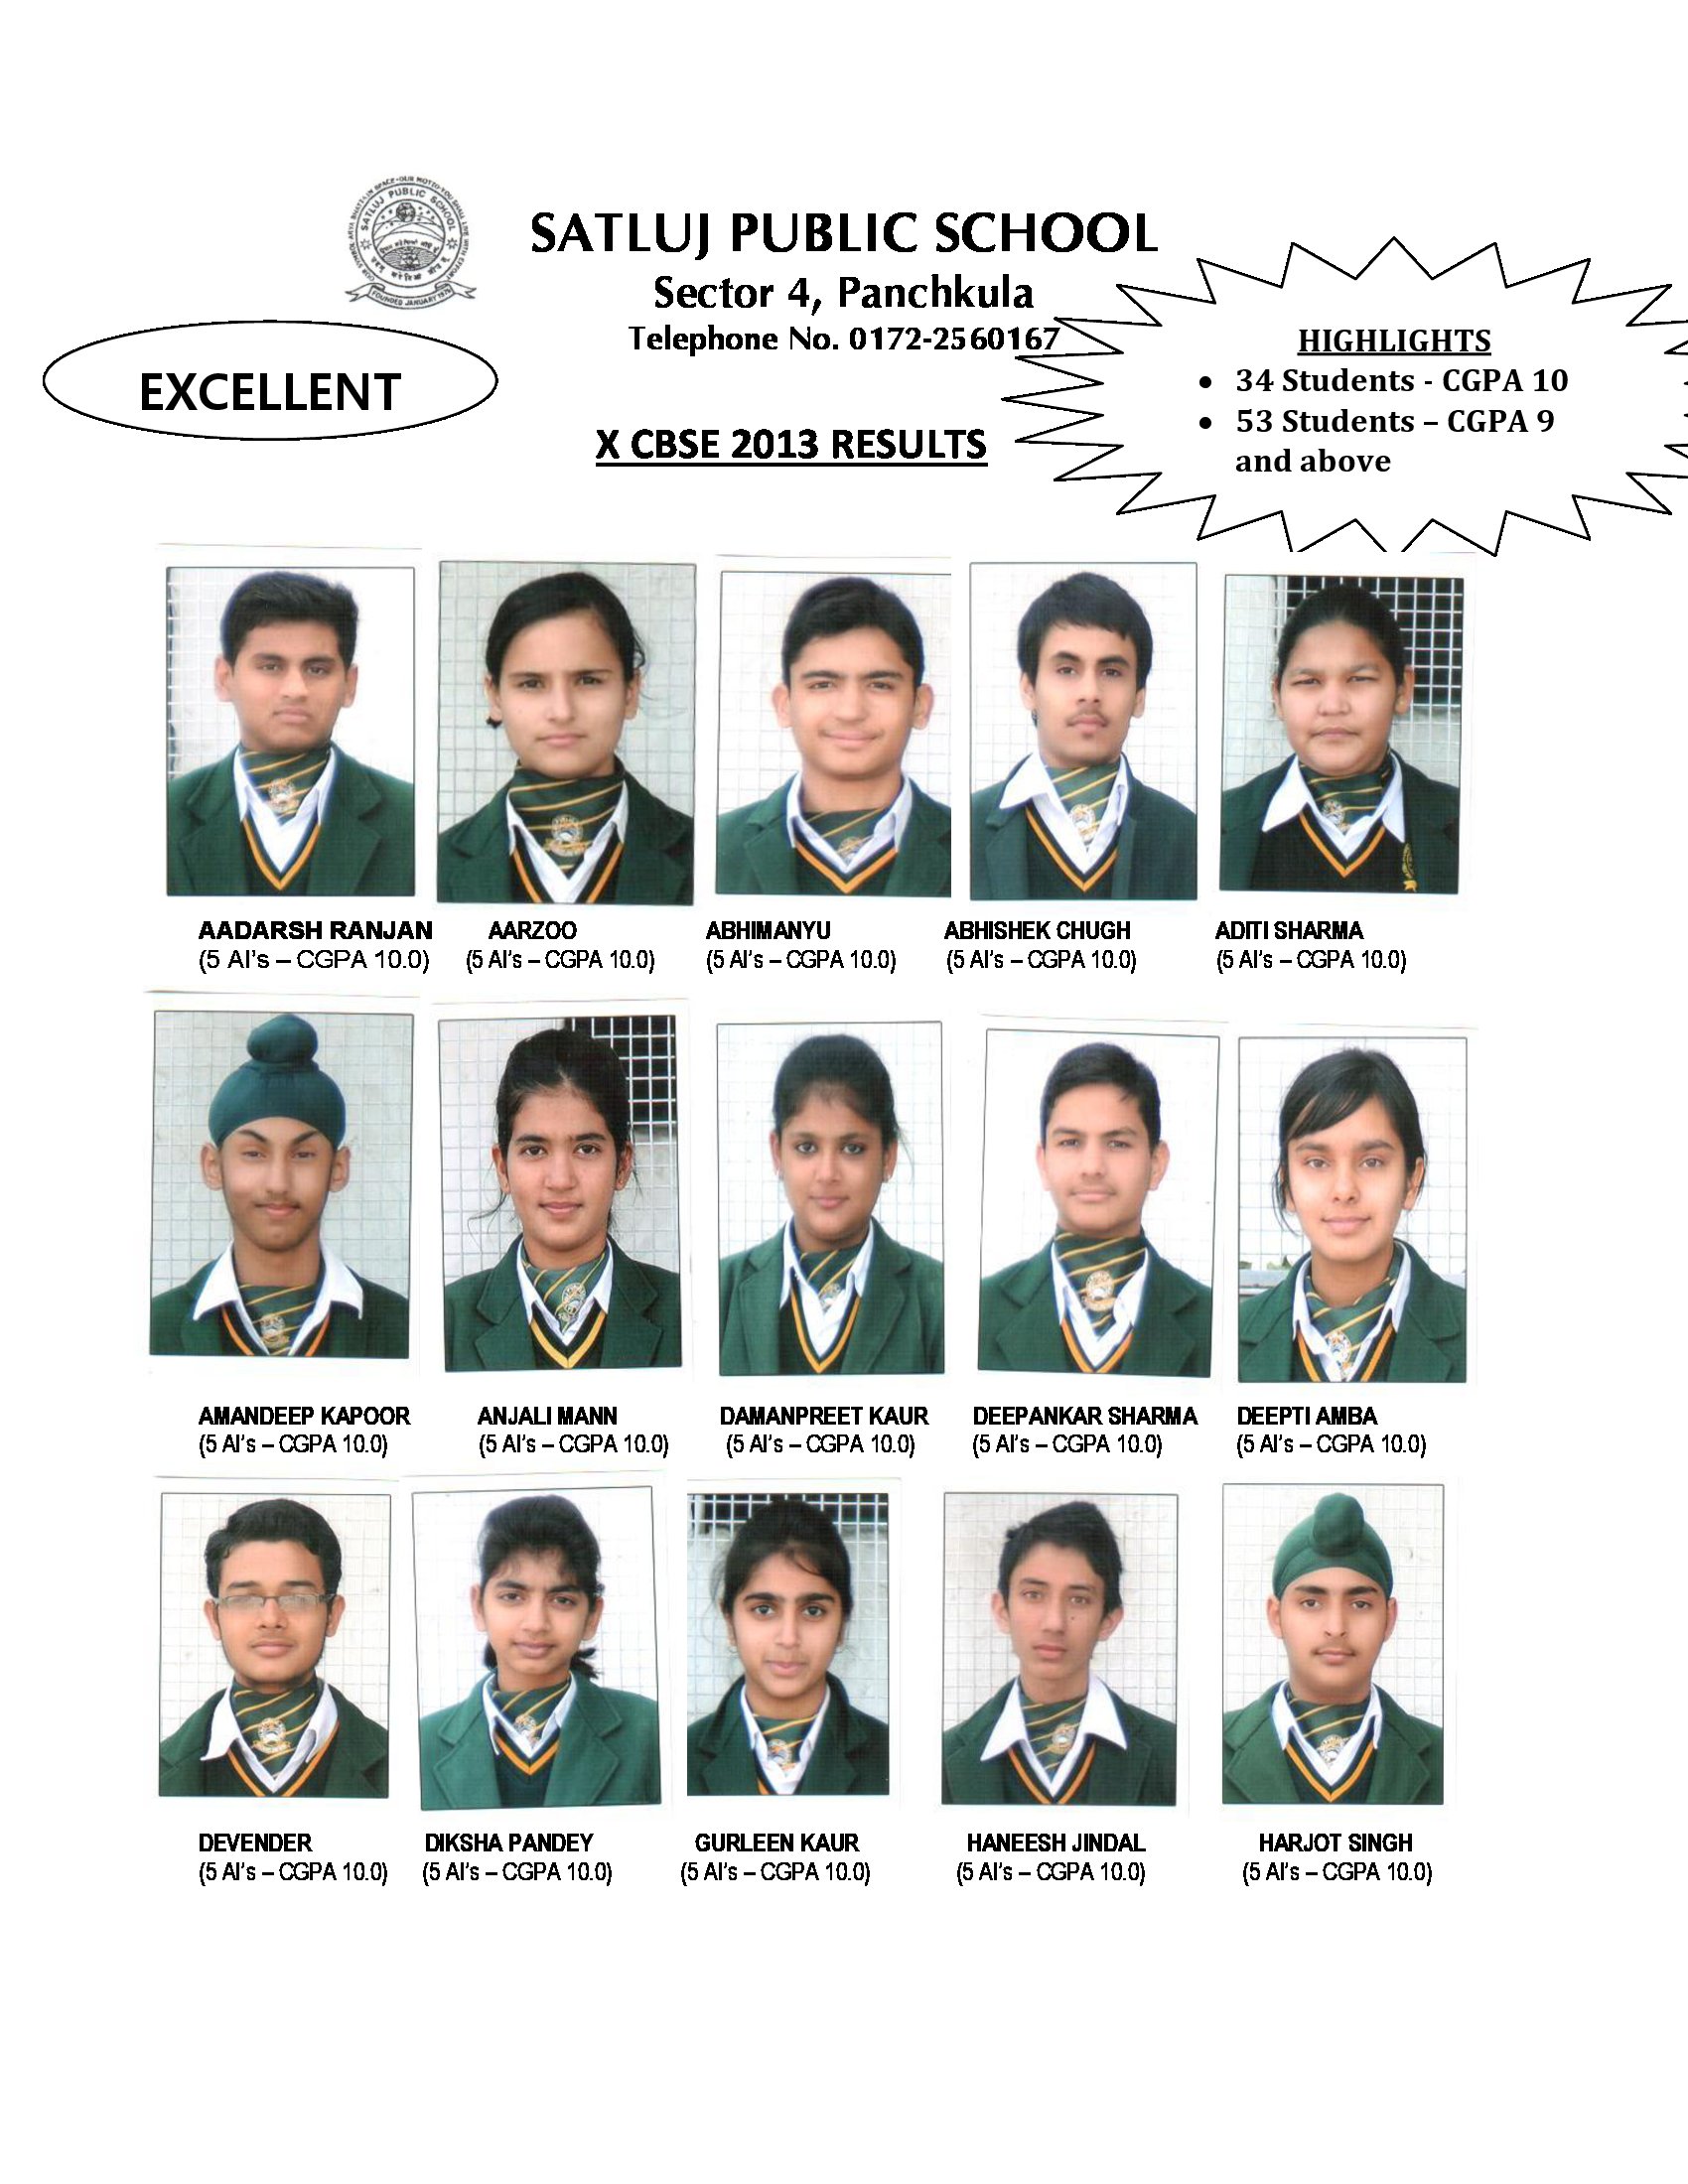 SATLUJ PUBLIC SCHOOL
SATLUJ PUBLIC SCHOOL
Sector 4, Panchkula
Telephone No. 0172-2560167
FOUNDED JANUARY 1976
EXCELLENT
HIGHLIGHTS
• 34 Students - CGPA 10
• 53 Students – CGPA 9
and above
X CBSE 2013 RESULTS
AADARSH RANJAN AARZOO ABHIMANYU ABHISHEK CHUGH ADITI SHARMA
(5 AI's – CGPA 10.0) (5 AI's – CGPA 10.0) (5 AI's – CGPA 10.0) (5 AI's – CGPA 10.0) (5 AI's – CGPA 10.0)
AMANDEEP KAPOOR ANJALI MANN DAMANPREET KAUR DEEPANKAR SHARMA DEEPTI AMBA
(5 AI's – CGPA 10.0) (5 AI's – CGPA 10.0) (5 AI's – CGPA 10.0) (5 AI's – CGPA 10.0) (5 AI's – CGPA 10.0)
DEVENDER DIKSHA PANDEY GURLEEN KAUR HANEESH JINDAL HARJOT SINGH
(5 AI's – CGPA 10.0) (5 AI's – CGPA 10.0) (5 AI's – CGPA 10.0) (5 AI's – CGPA 10.0) (5 AI's – CGPA 10.0)